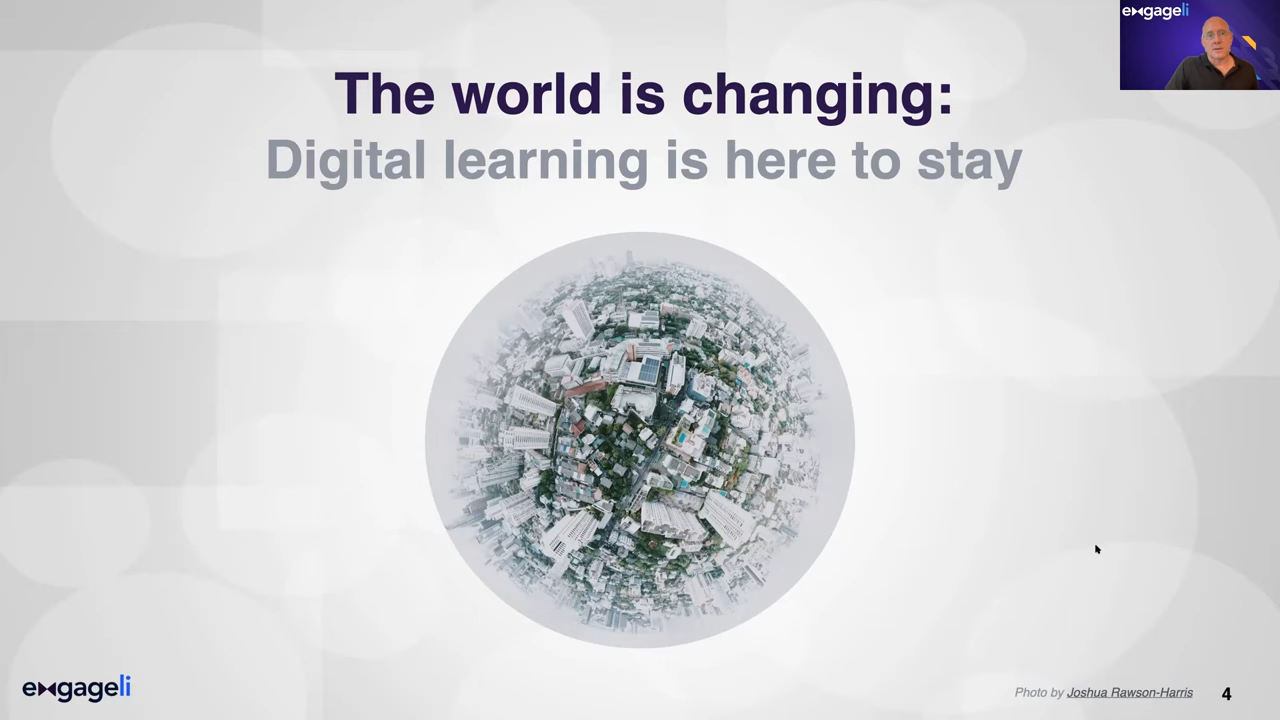 engageli
The world is changing:
Digital learning is here to stay
engageli
Photo by Joshua Rawson-Harris
4